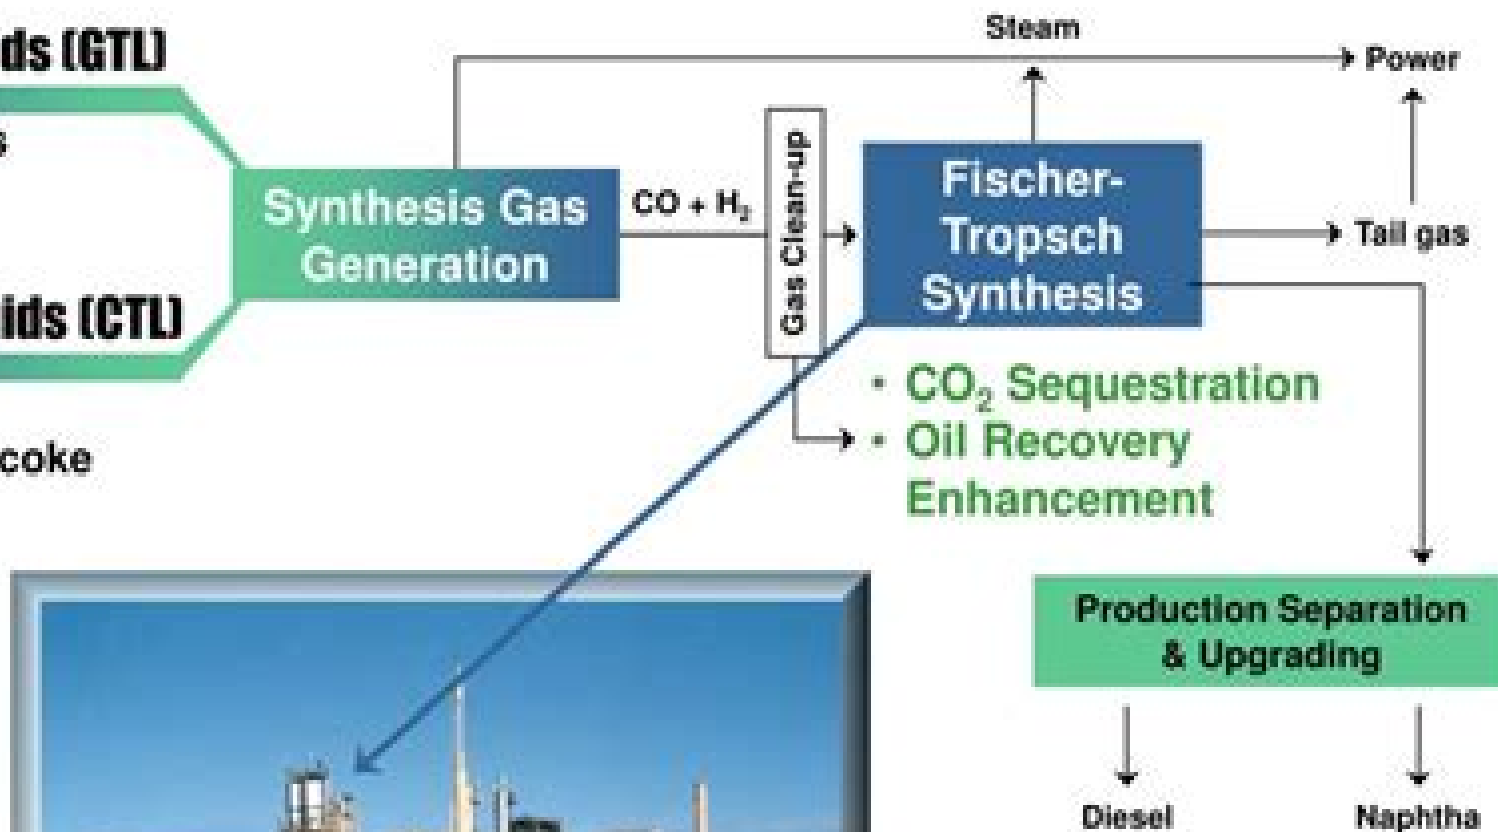 ds (GTL)
s
ids (CTL)
coke
Synthesis Gas
Generation
CO + H₂
Gas Clean-up
Steam
Power
Fischer-
Tropsch
Synthesis
Tail gas
• CO₂ Sequestration
• Oil Recovery
Enhancement
Production Separation
& Upgrading
Diesel
Naphtha